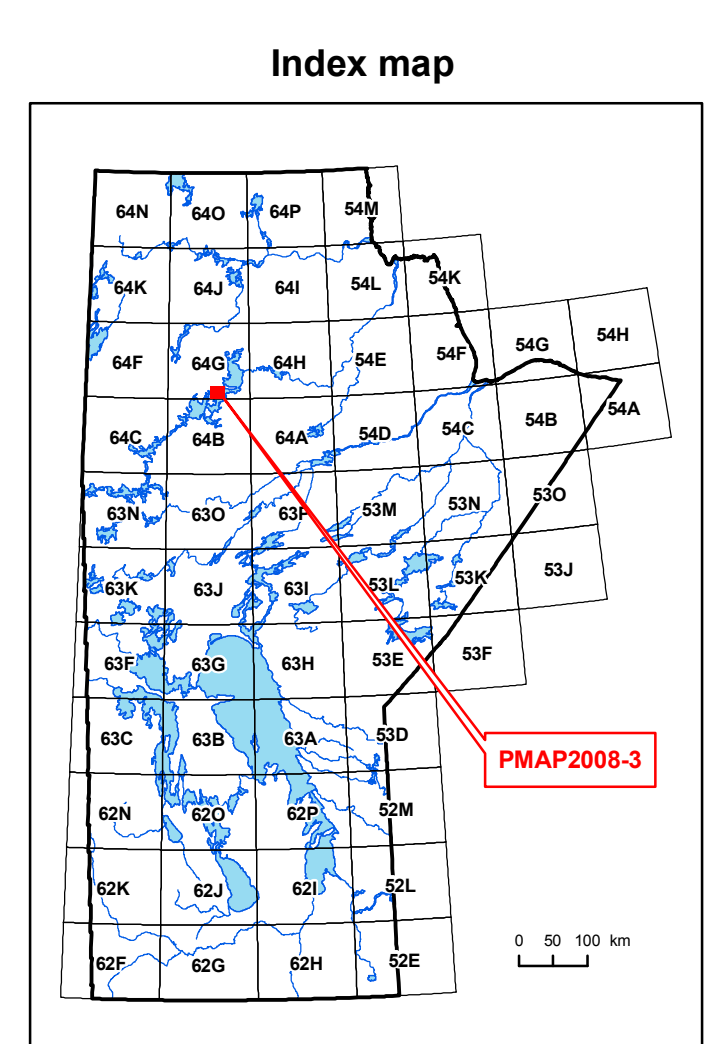 Index map
64N 64O 64P 54M
64K 64J 64I 54L 54K
64F 64G 64H 54E 54F 54G 54H
64C 64B 64A 54D 54C 54B 54A
63N 63O 63P 53M 53N 53O
63K 63J 63I 53L 53K 53J
63F 63G 63H 53E 53F
63C 63B 63A 53D
PMAP2008-3
62N 62O 62P 52M
62K 62J 62I 52L
62F 62G 62H 52E
0 50 100 km